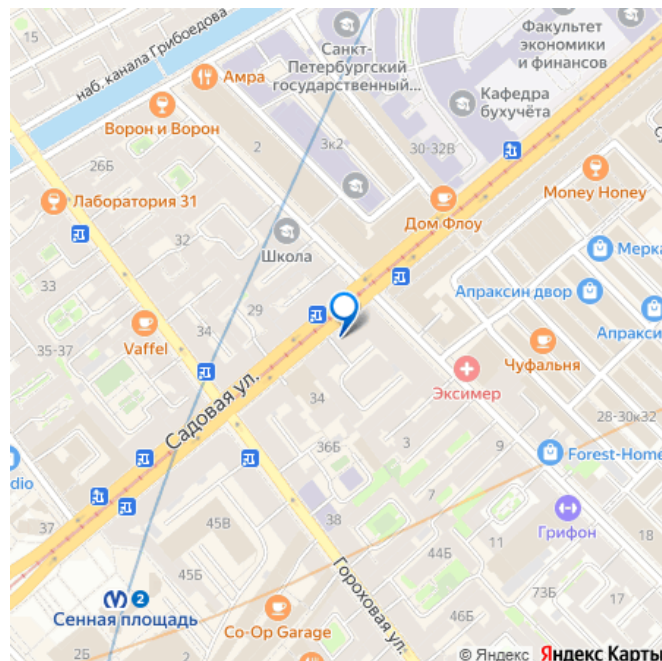 15
наб. канала Грибоедова
Санкт-
Петербургский
государственный...
Факультет
экономики
и финансов
Амра
Кафедра
бухучёта
Ворон и Ворон
2
3к2
30-32В
26Б
Money Honey
Лаборатория 31
Дом Флоу
32
Школа
Мерка
33
29
Апраксин двор
Апракси
Vaffel
34
35-37
Чуфальня
Эксимер
Садовая ул.
34
28-30к32
36Б
3
9
Forest-Home
dio
7
37
45В
38
Грифон
18
11
44Б
Гороховая ул.
45Б
73Б
17
2
Сенная площадь
46Б
Co-Op Garage
2Б
© Яндекс Яндекс Карты